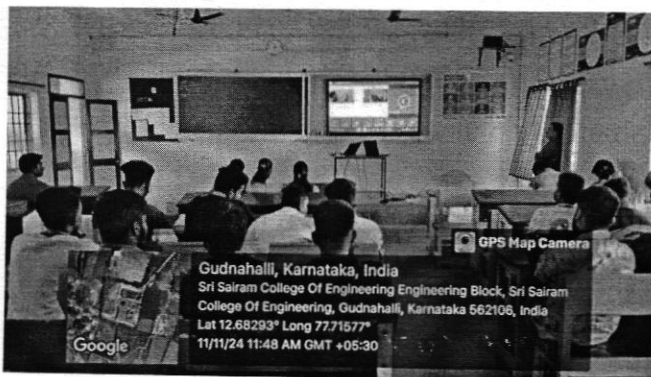 GPS Map Camera
Gudnahalli, Karnataka, India
Sri Sairam College Of Engineering Engineering Block, Sri Sairam
College Of Engineering, Gudnahalli, Karnataka 562106, India
Lat 12.68293° Long 77.71577°
11/11/24 11:48 AM GMT +05:30
Google